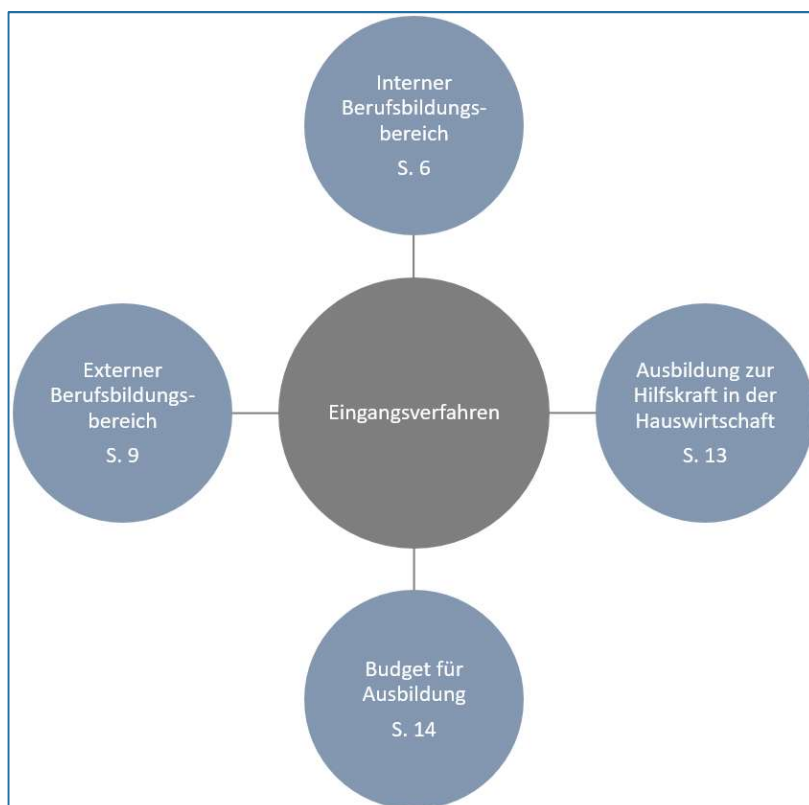 Interner
Berufsbildungs-
bereich
S. 6
Externer
Berufsbildungs-
bereich
S. 9
Eingangsverfahren
Ausbildung zur
Hilfskraft in der
Hauswirtschaft
S. 13
Budget für
Ausbildung
S. 14